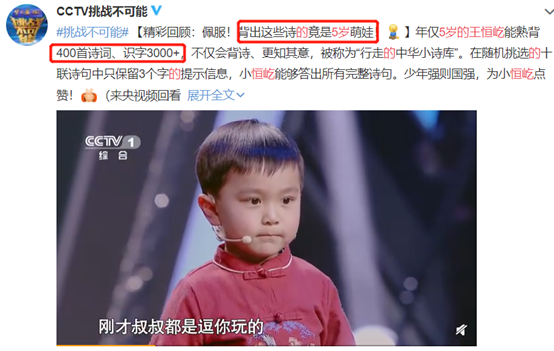 CCTV挑战不可能
#挑战不可能# 【精彩回顾：佩服！背出这些诗的竟是5岁萌娃！ 】年仅5岁的王恒屹能熟背
400首诗词、识字3000+，不仅会背诗、更知其意，被称为“行走的中华小诗库”。在随机挑选的十
联诗句中只保留3个字的提示信息，小恒屹能够答出所有完整诗句。少年强则国强，为小恒屹点
赞！ （来央视频回看 展开全文
CCTV 1
综合
刚才叔叔都是逗你玩的